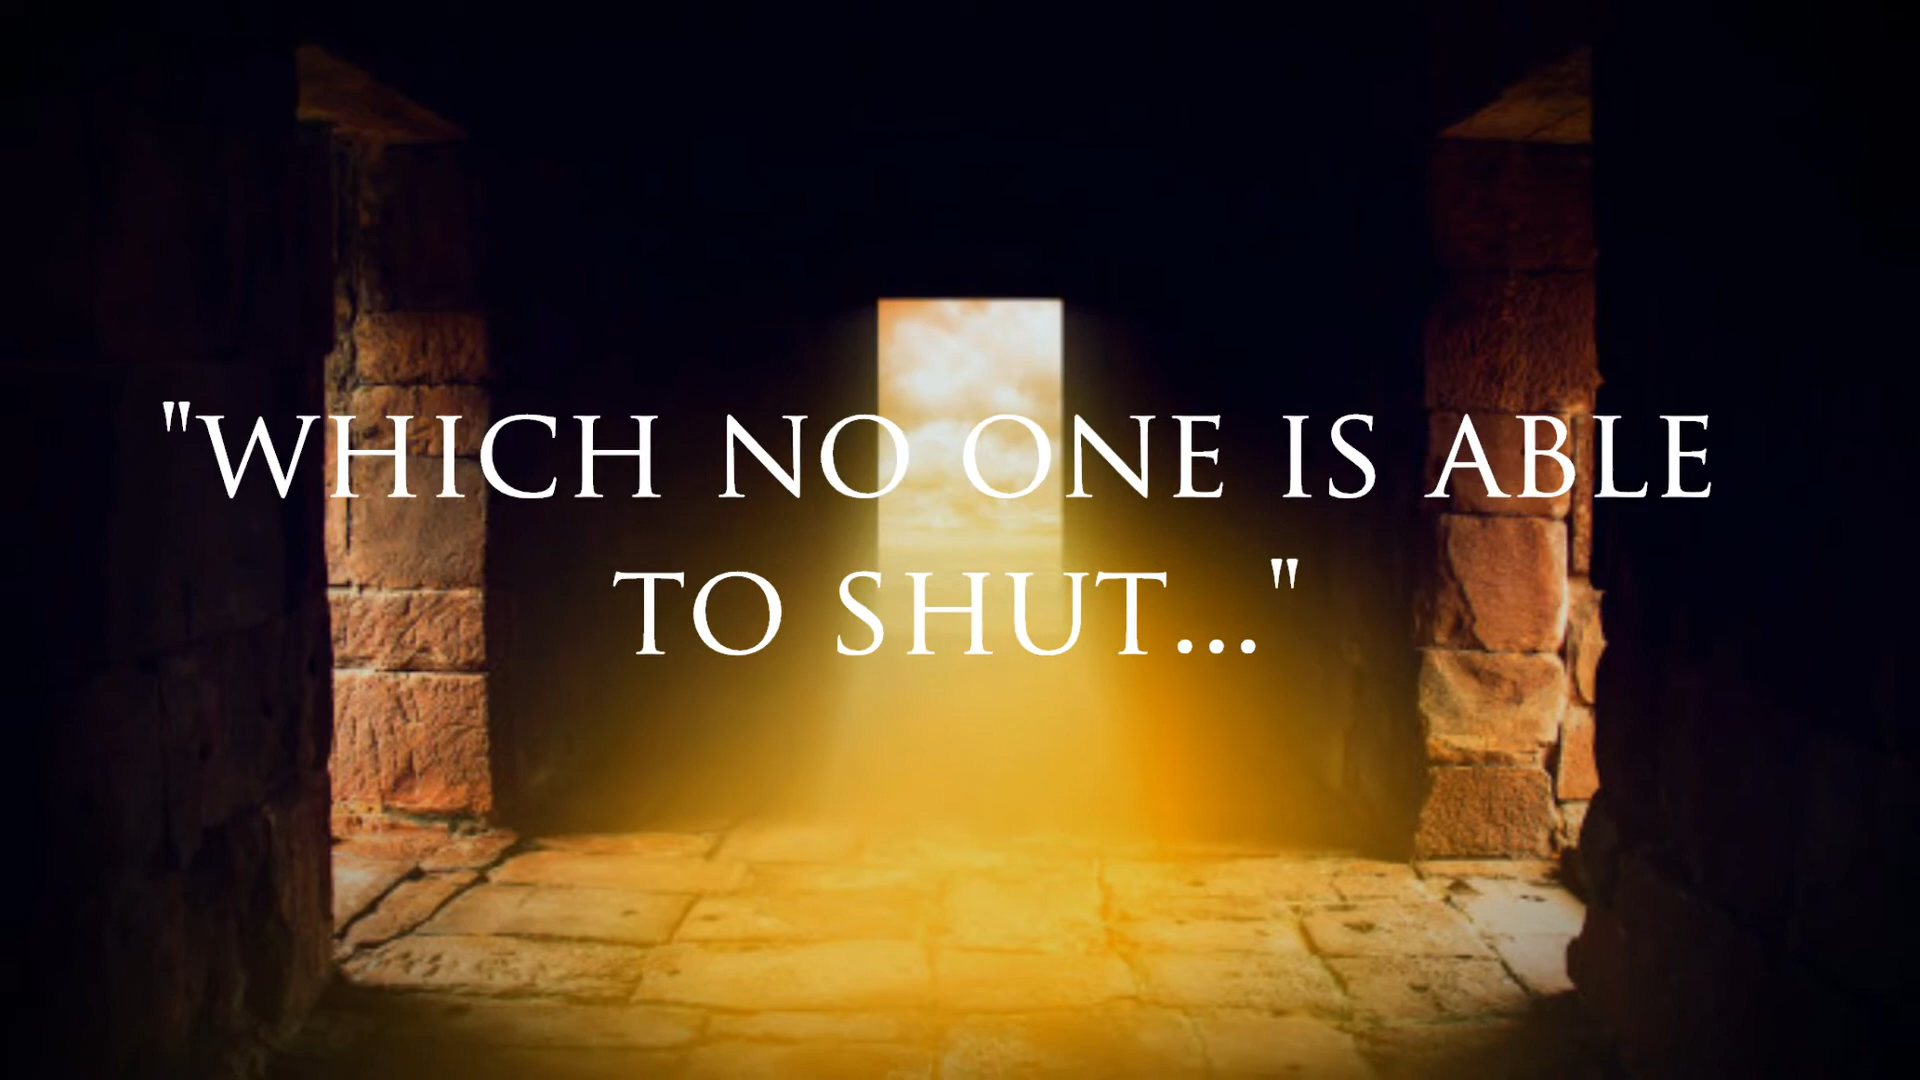 "WHICH NO ONE IS ABLE
TO SHUT..."